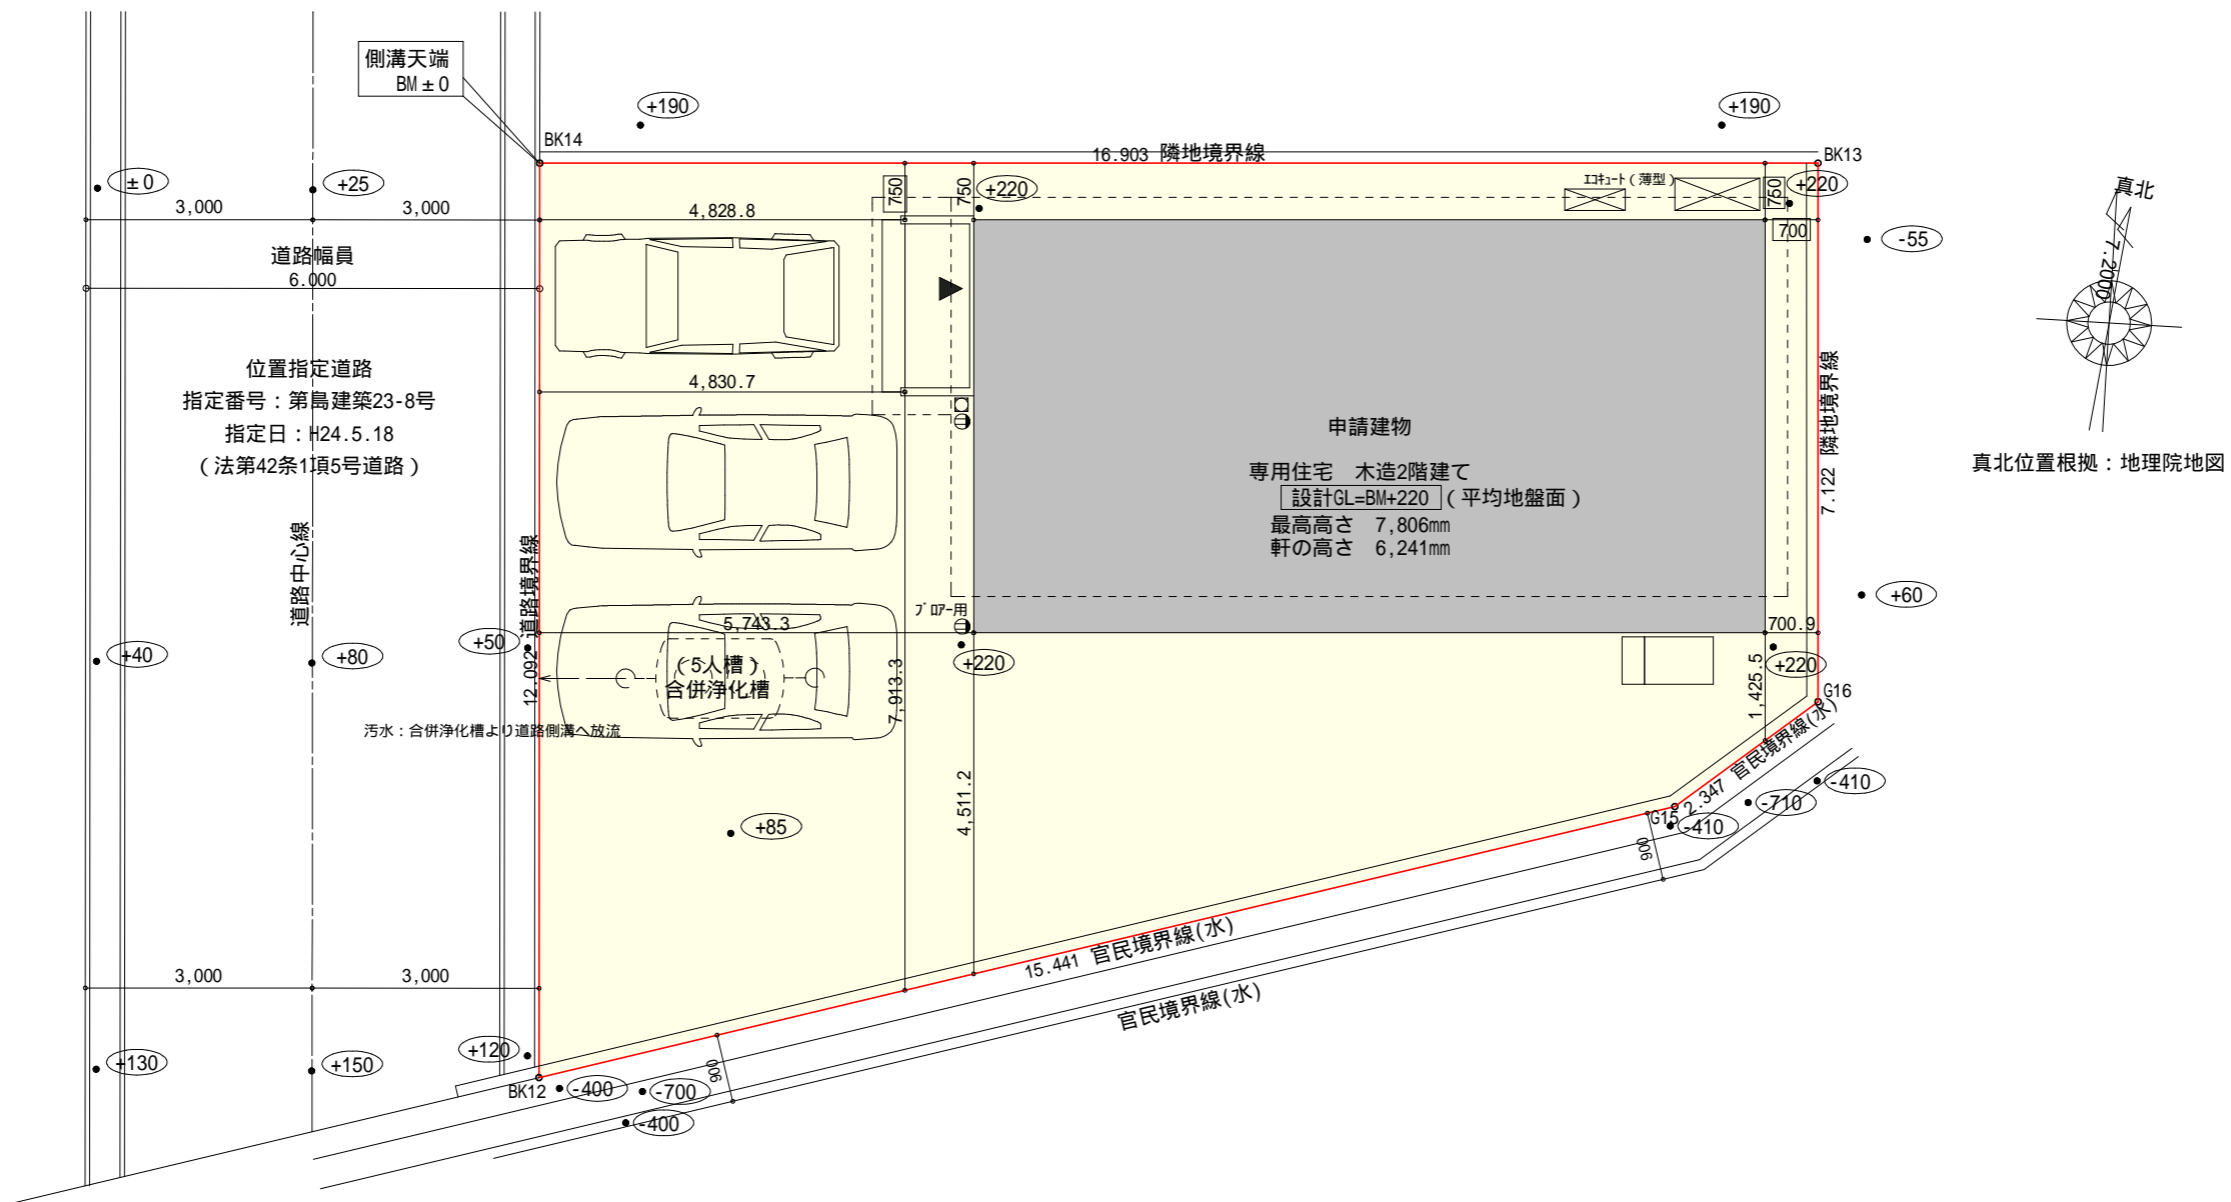 側溝天端
BM±0
+190
+190
BK14
16.903 隣地境界線
BK13
±0
+25
3,000
3,000
4,828.8
750
750
+220
エコキュート(薄型)
750
+220
700
-55
真北
7.2000
道路幅員
6.000
位置指定道路
指定番号:第島建築23-8号
指定日:H24.5.18
(法第42条1項5号道路)
4,830.7
申請建物
専用住宅 木造2階建て
設計GL=BM+220(平均地盤面)
最高高さ 7,806mm
軒の高さ 6,241mm
7.122 隣地境界線
真北位置根拠:地理院地図
道路中心線
12.092 道路境界線
ブロアー用
5,743.3
700.9
+60
+40
+80
+50
(5人槽)
合併浄化槽
7,913.3
+220
1,425.5
+220
G16
汚水:合併浄化槽より道路側溝へ放流
4,511.2
+85
2.347 官民境界線(水)
-410
-710
G15
-410
900
15.441 官民境界線(水)
官民境界線(水)
3,000
3,000
+130
+150
+120
BK12
-400
-700
-400
900